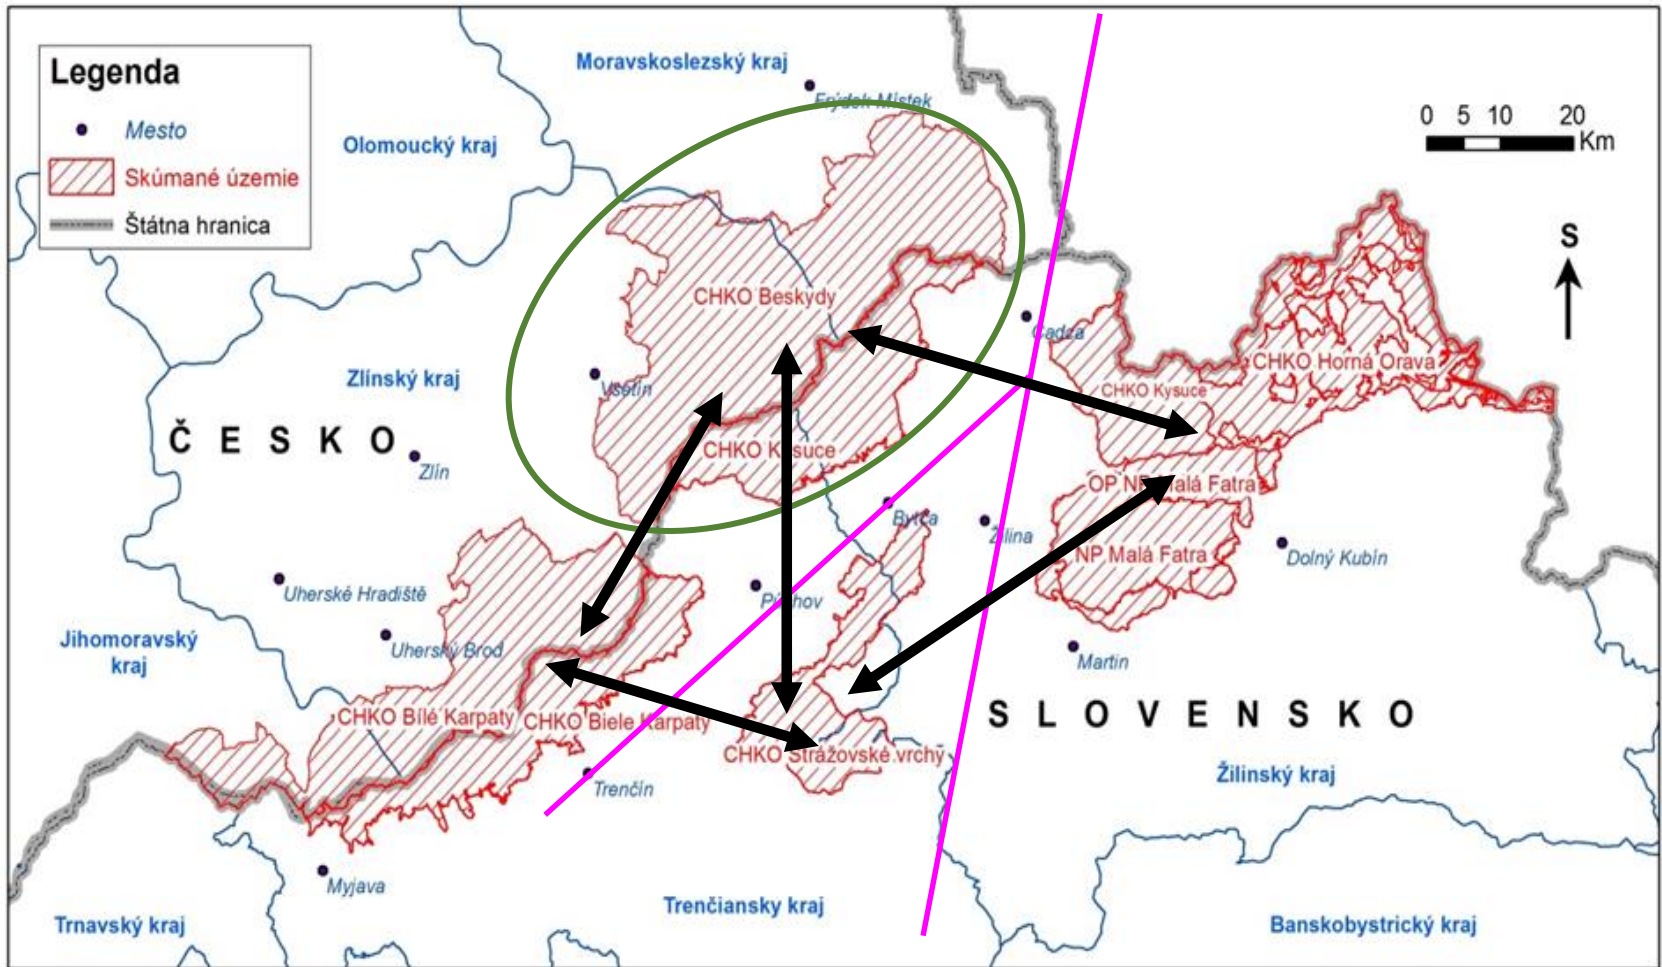 Legenda
Mesto
Skúmané územie
Štátna hranica
Moravskoslezský kraj
Frýdek Místek
Olomoucký kraj
0 5 10 20
Km
S
CHKO Beskydy
Čadca
CHKO Horná Orava
Zlínský kraj
Vsetín
CHKO Kysuce
ČESKO
CHKO Kysuce
Zlín
OP NP Malá Fatra
Bytča
Žilina
NP Malá Fatra
Dolný Kubín
Uherské Hradiště
Púchov
Jihomoravský
kraj
Uherský Brod
Martin
CHKO Bílé Karpaty
CHKO Biele Karpaty
SLOVENSKO
CHKO Strážovské vrchy
Trenčín
Žilinský kraj
Myjava
Trenčiansky kraj
Trnavský kraj
Banskobystrický kraj